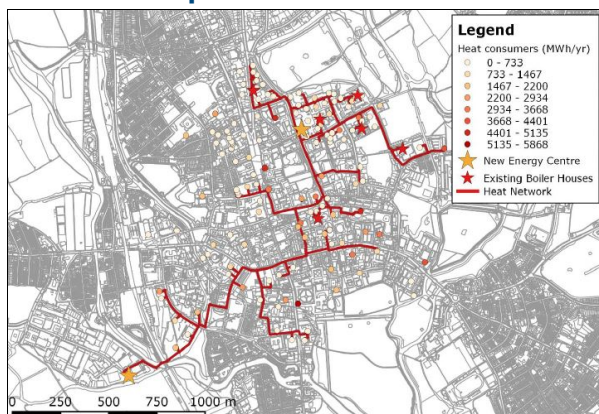 Legend
Heat consumers (MWh/yr)
0 - 733
733 - 1467
1467 - 2200
2200 - 2934
2934 - 3668
3668 - 4401
4401 - 5135
5135 - 5868
New Energy Centre
Existing Boiler Houses
Heat Network
0 250 500 750 1000 m